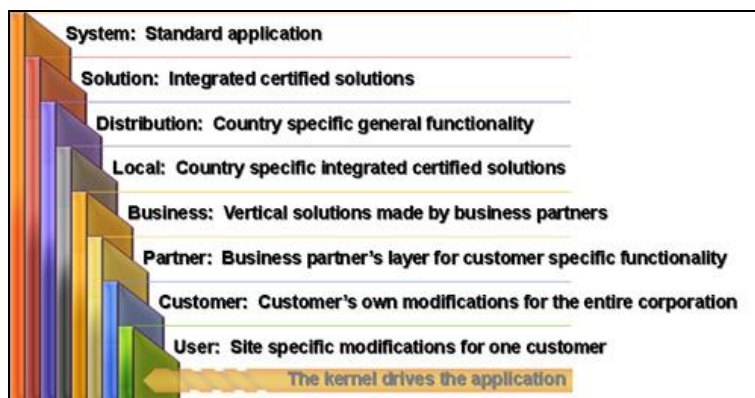 System: Standard application
Solution: Integrated certified solutions
Distribution: Country specific general functionality
Local: Country specific integrated certified solutions
Business: Vertical solutions made by business partners
Partner: Business partner's layer for customer specific functionality
Customer: Customer's own modifications for the entire corporation
User: Site specific modifications for one customer
The kernel drives the application